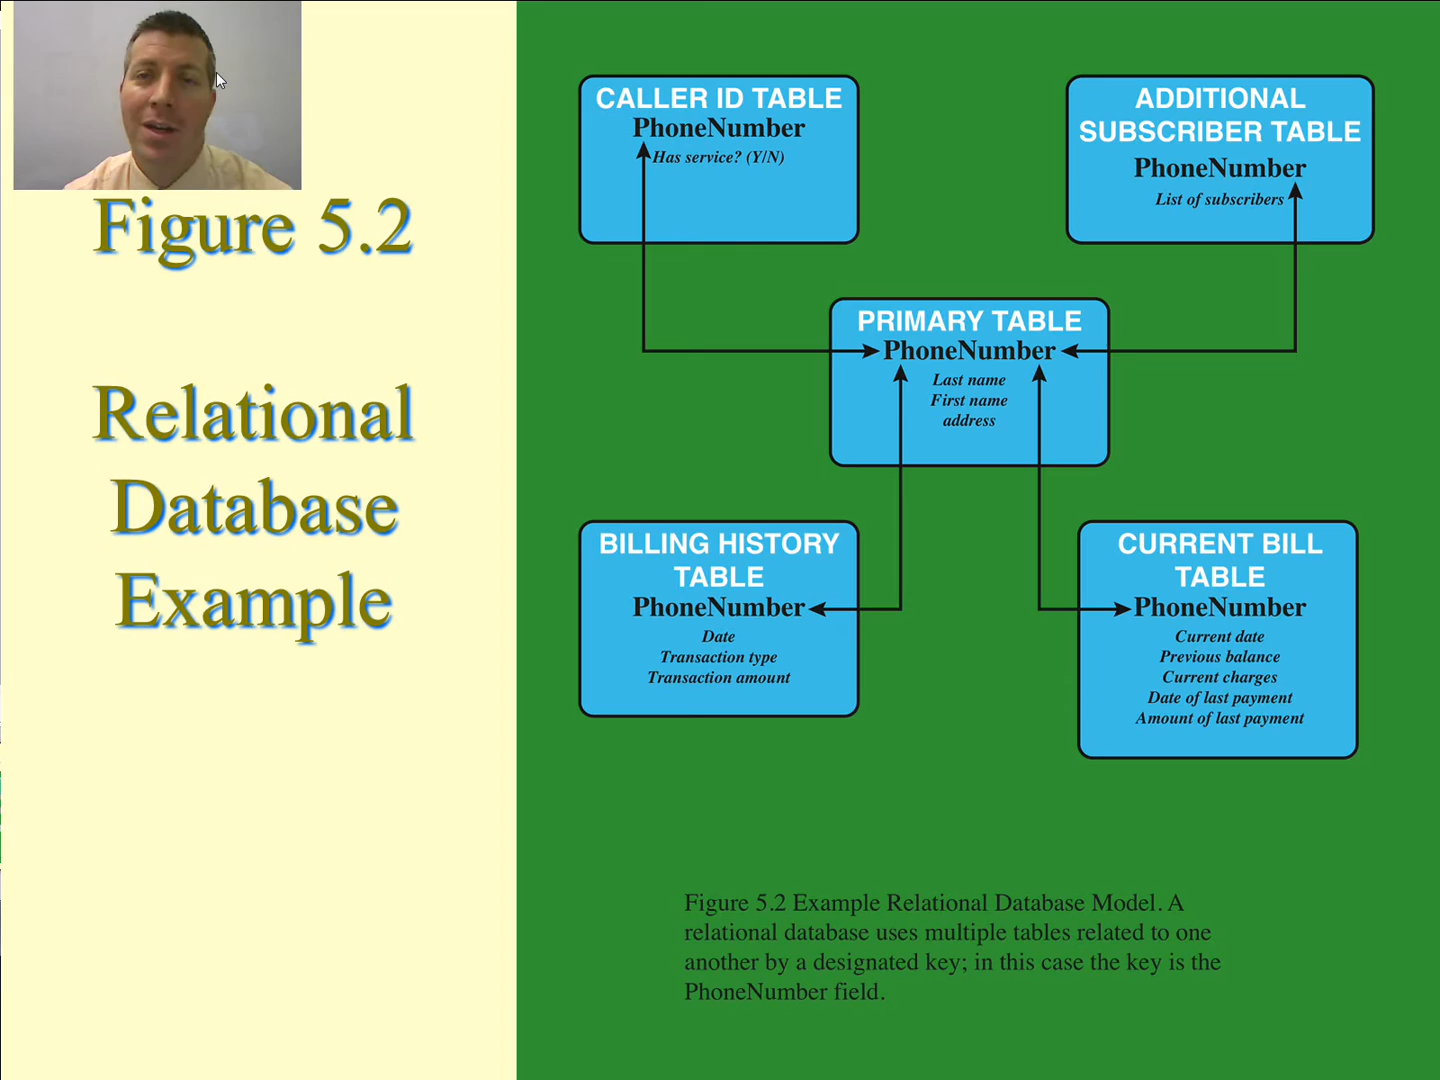 Figure 5.2
Relational
Database
Example
CALLER ID TABLE
PhoneNumber
Has service? (Y/N)
ADDITIONAL
SUBSCRIBER TABLE
PhoneNumber
List of subscribers
PRIMARY TABLE
PhoneNumber
Last name
First name
address
BILLING HISTORY
TABLE
PhoneNumber
Date
Transaction type
Transaction amount
CURRENT BILL
TABLE
PhoneNumber
Current date
Previous balance
Current charges
Date of last payment
Amount of last payment
Figure 5.2 Example Relational Database Model. A
relational database uses multiple tables related to one
another by a designated key; in this case the key is the
PhoneNumber field.